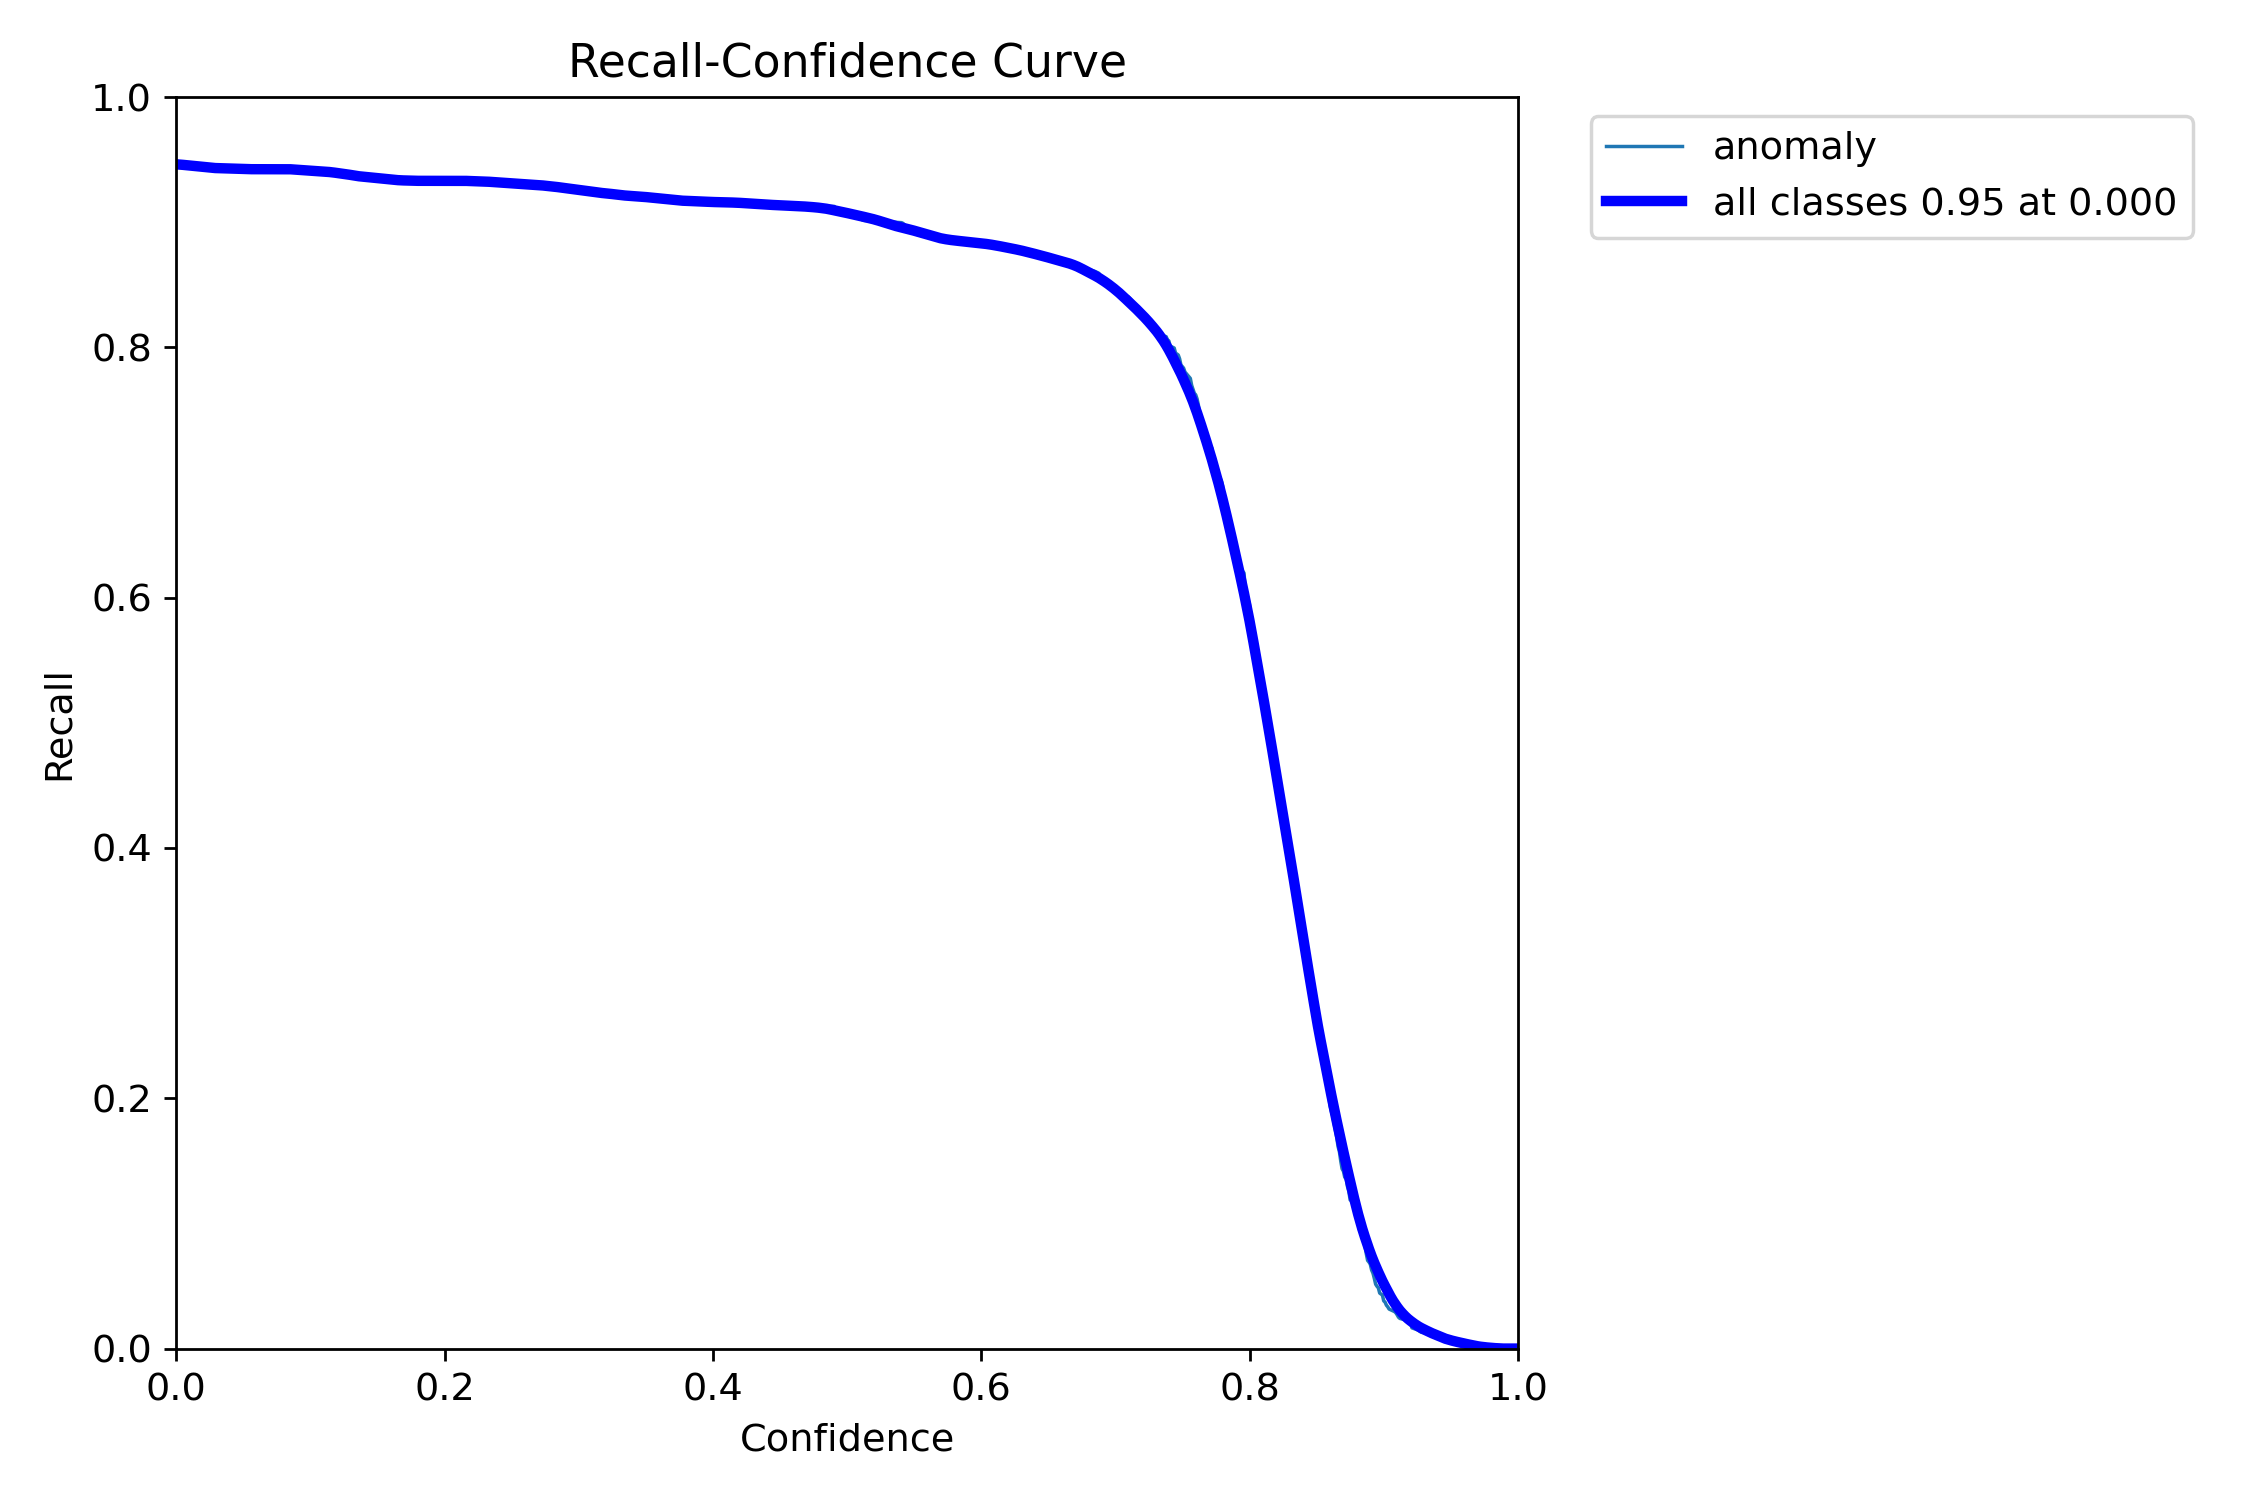 Recall-Confidence Curve
1.0
0.8
0.6
0.4
0.2
0.0
Recall
0.0 0.2 0.4 0.6 0.8 1.0
Confidence
anomaly
all classes 0.95 at 0.000